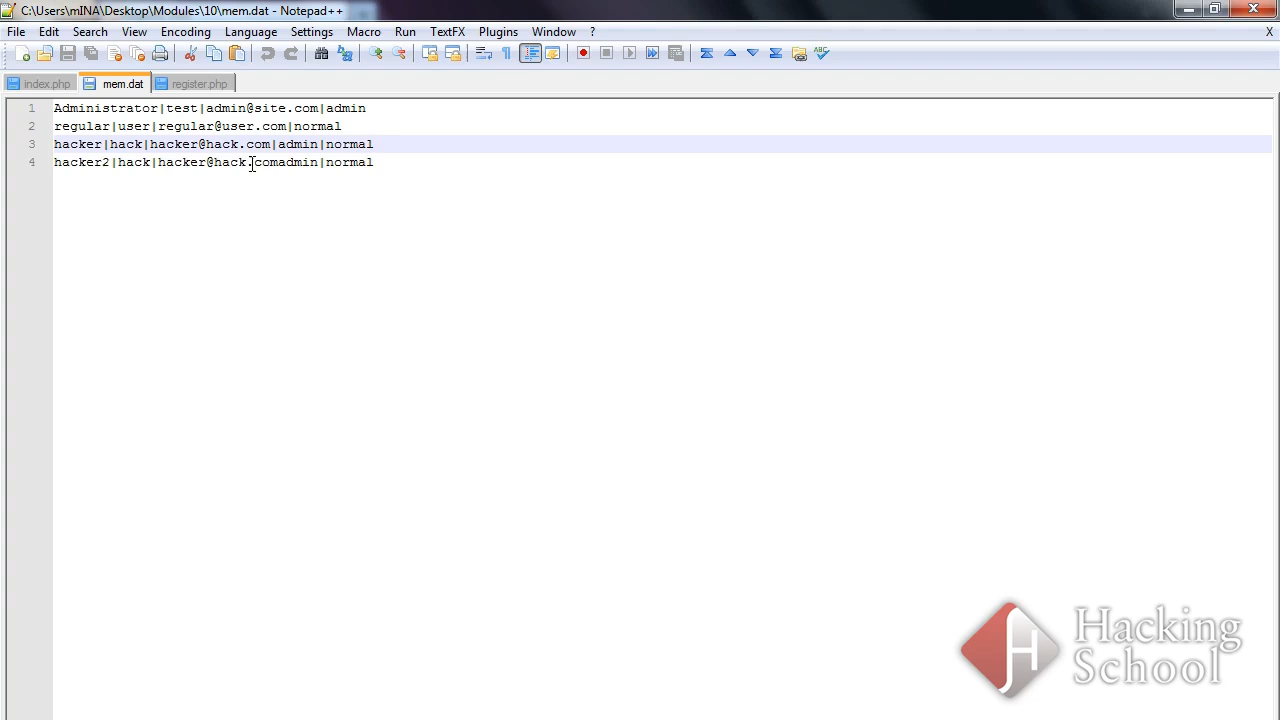 C:\Users\mINA\Desktop\Modules\10\mem.dat - Notepad++
File Edit Search View Encoding Language Settings Macro Run TextFX Plugins Window ? X
index.php mem.dat register.php
1 Administrator|test|admin@site.com|admin
2 regular|user|regular@user.com|normal
3 hacker|hack|hacker@hack.com|admin|normal
4 hacker2|hack|hacker@hack.comadmin|normal
Hacking
School